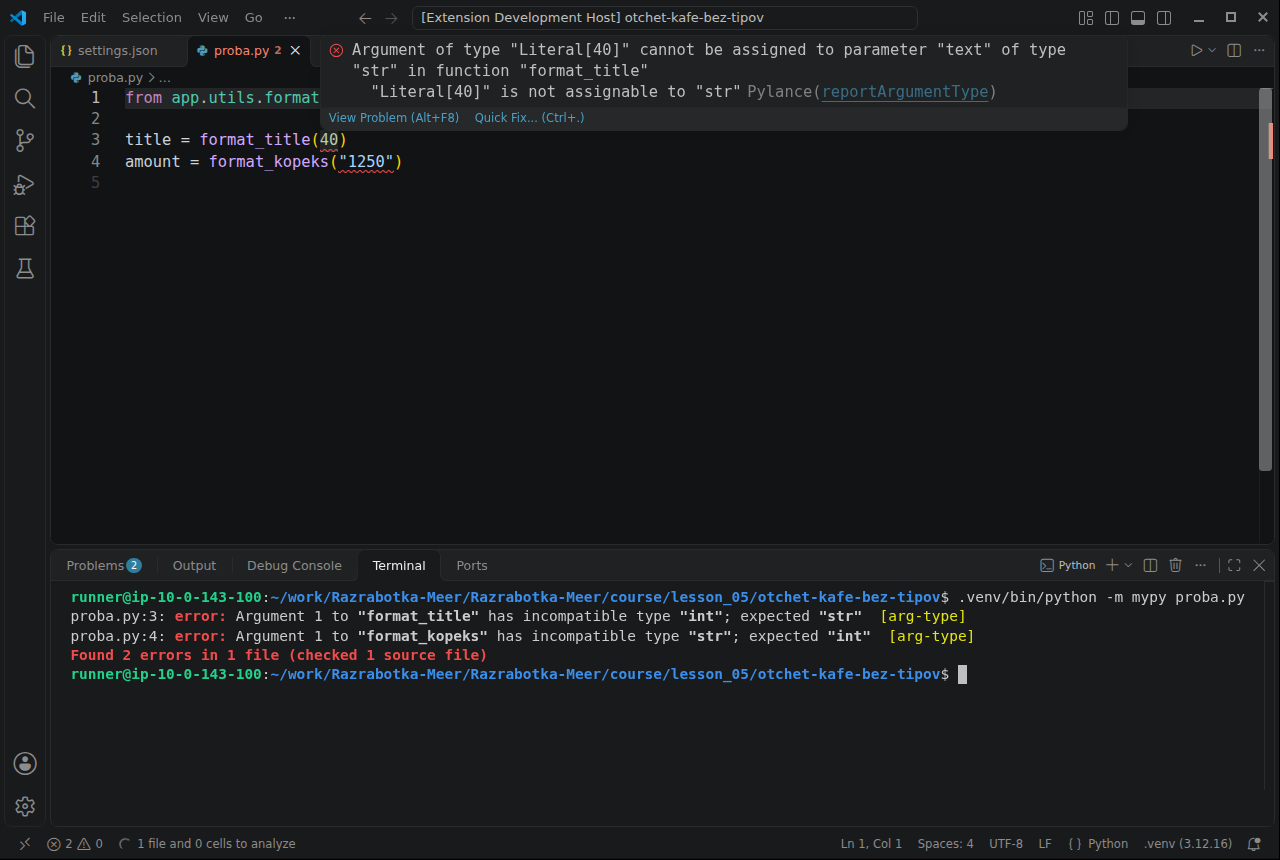 File Edit Selection View Go ···
[Extension Development Host] otchet-kafe-bez-tipov
{} settings.json
proba.py 2
proba.py > ...
Argument of type "Literal[40]" cannot be assigned to parameter "text" of type
"str" in function "format_title"
"Literal[40]" is not assignable to "str" Pylance(reportArgumentType)
View Problem (Alt+F8) Quick Fix... (Ctrl+.)
1 from app.utils.format
2
3 title = format_title(40)
4 amount = format_kopeks("1250")
5
Problems 2 Output Debug Console Terminal Ports
Python
runner@ip-10-0-143-100:~/work/Razrabotka-Meer/Razrabotka-Meer/course/lesson_05/otchet-kafe-bez-tipov$ .venv/bin/python -m mypy proba.py
proba.py:3: error: Argument 1 to "format_title" has incompatible type "int"; expected "str" [arg-type]
proba.py:4: error: Argument 1 to "format_kopeks" has incompatible type "str"; expected "int" [arg-type]
Found 2 errors in 1 file (checked 1 source file)
runner@ip-10-0-143-100:~/work/Razrabotka-Meer/Razrabotka-Meer/course/lesson_05/otchet-kafe-bez-tipov$
2 0 1 file and 0 cells to analyze
Ln 1, Col 1 Spaces: 4 UTF-8 LF {} Python .venv (3.12.16)